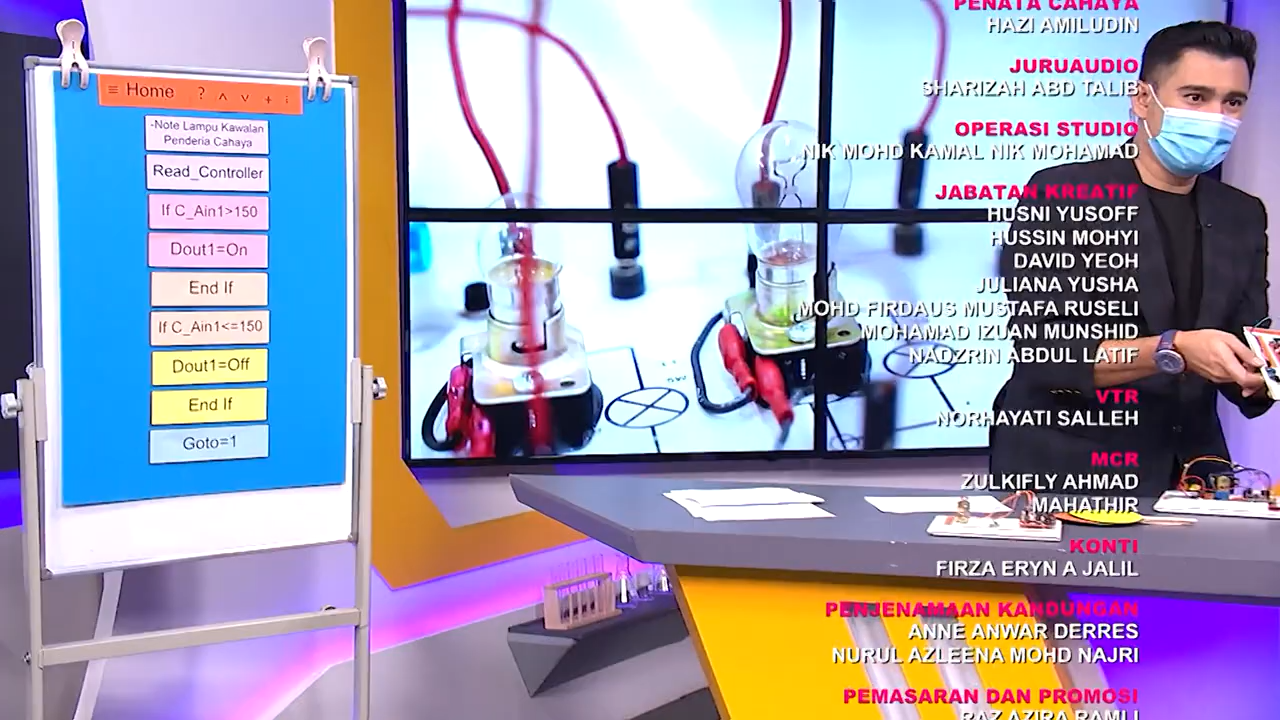 ≡ Home ? ^ v + i
-Note Lampu Kawalan
Penderia Cahaya
Read_Controller
If C_Ain1>150
Dout1=On
End If
If C_Ain1<=150
Dout1=Off
End If
Goto=1
PENATA CAHAYA
HAZI AMILUDIN
JURUAUDIO
SHARIZAH ABD TALIB
OPERASI STUDIO
NIK MOHD KAMAL NIK MOHAMAD
JABATAN KREATIF
HUSNI YUSOFF
HUSSIN MOHYI
DAVID YEOH
JULIANA YUSHA
MOHD FIRDAUS MUSTAFA RUSELI
MOHAMAD IZUAN MUNSHID
NADZRIN ABDUL LATIF
VTR
NORHAYATI SALLEH
MCR
ZULKIFLY AHMAD
MAHATHIR
KONTI
FIRZA ERYN A JALIL
PENJENAMAAN KANDUNGAN
ANNE ANWAR DERRES
NURUL AZLEENA MOHD NAJRI
PEMASARAN DAN PROMOSI
RAZ AZIRA RAMLI